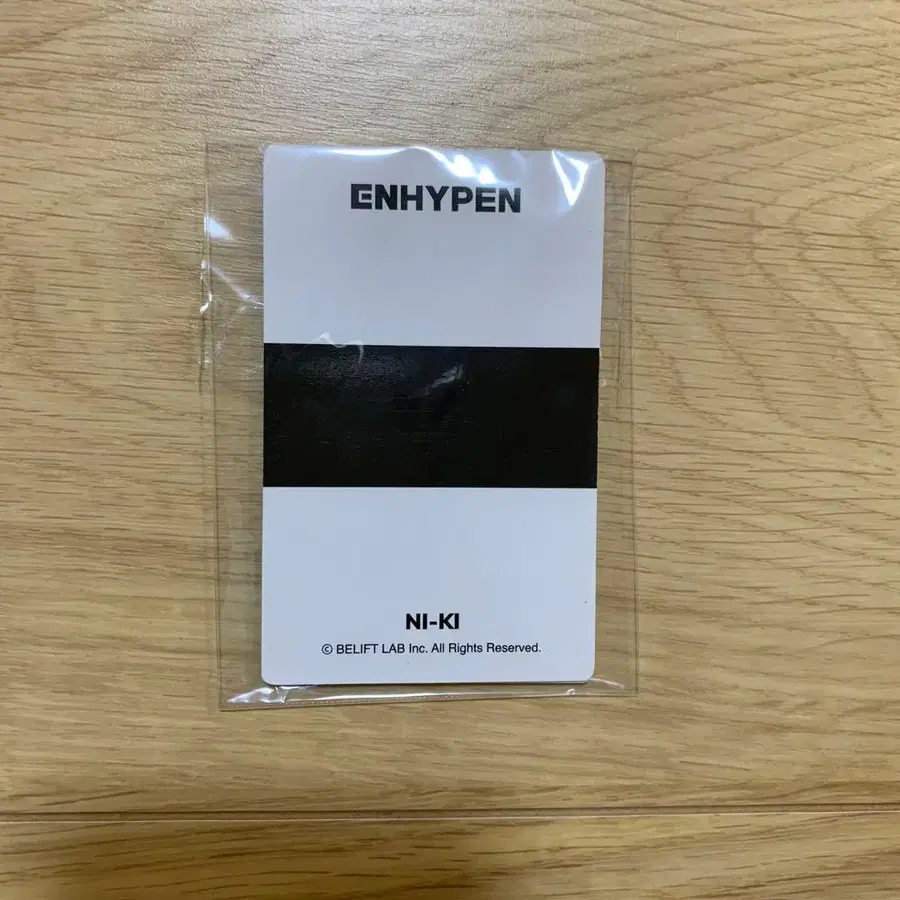 ENHYPEN
NI-KI
© BELIFT LAB Inc. All Rights Reserved.